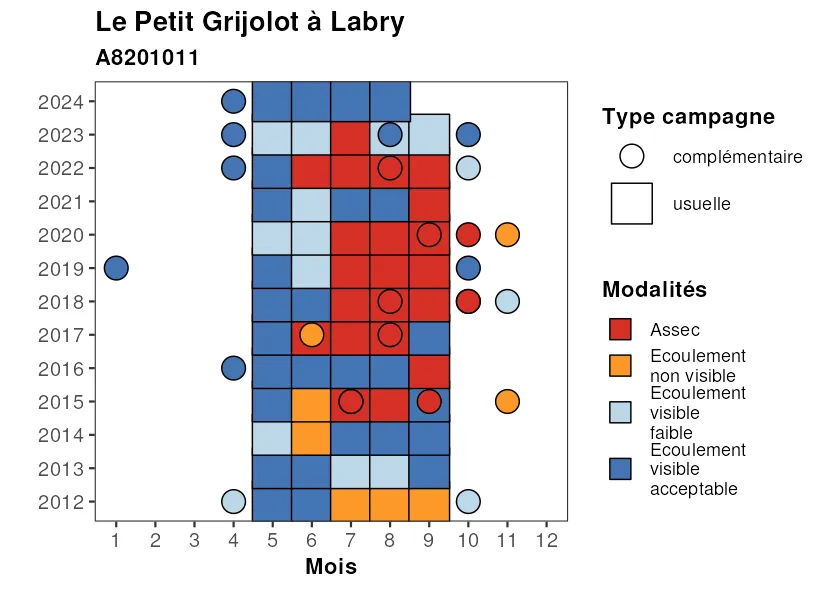 Le Petit Grijolot à Labry
A8201011
2024
2023
2022
2021
2020
2019
2018
2017
2016
2015
2014
2013
2012
1 2 3 4 5 6 7 8 9 10 11 12
Mois
Type campagne
complémentaire
usuelle
Modalités
Assec
Ecoulement
non visible
Ecoulement
visible
faible
Ecoulement
visible
acceptable